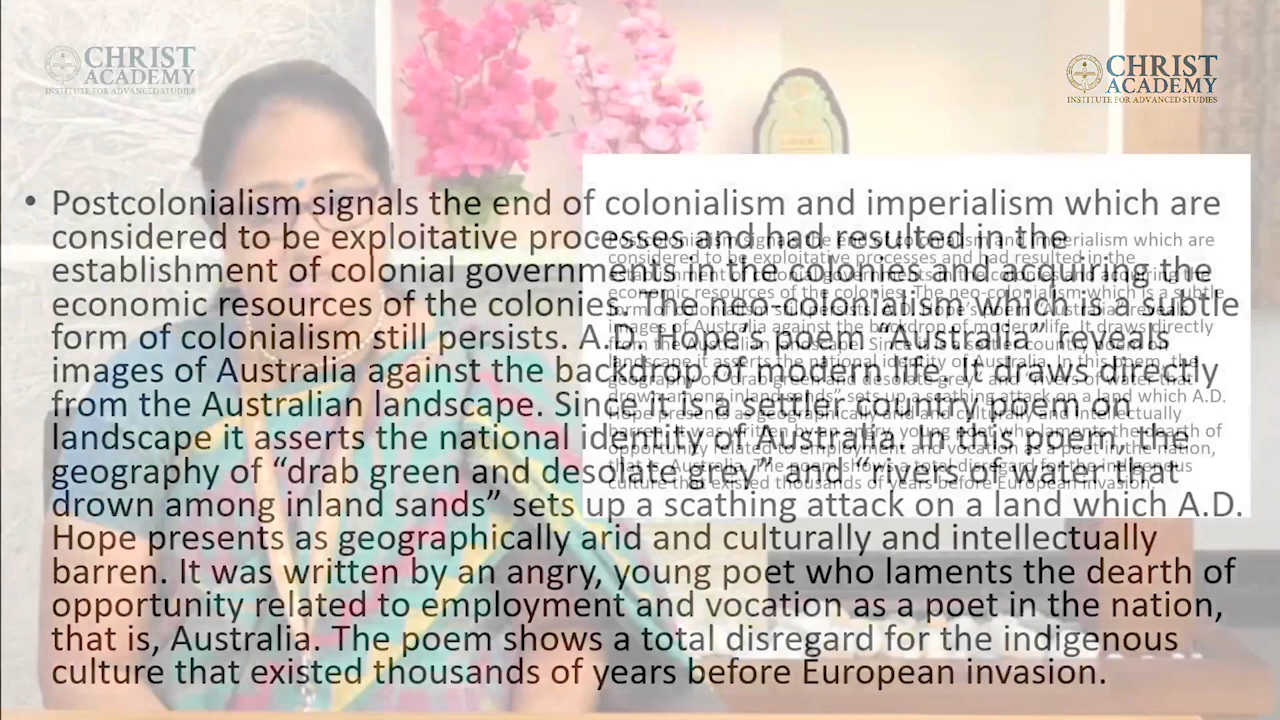 CHRIST
ACADEMY
INSTITUTE FOR ADVANCED STUDIES
CHRIST
ACADEMY
INSTITUTE FOR ADVANCED STUDIES
• Postcolonialism signals the end of colonialism and imperialism which are
considered to be exploitative processes and had resulted in the
establishment of colonial governments in the colonies and acquiring the
economic resources of the colonies. The neo-colonialism which is a subtle
form of colonialism still persists. A.D. Hope's poem “Australia” reveals
images of Australia against the backdrop of modern life. It draws directly
from the Australian landscape. Since it is a settler country poem on
landscape it asserts the national identity of Australia. In this poem, the
geography of “drab green and desolate grey” and “rivers of water that
drown among inland sands” sets up a scathing attack on a land which A.D.
Hope presents as geographically arid and culturally and intellectually
barren. It was written by an angry, young poet who laments the dearth of
opportunity related to employment and vocation as a poet in the nation,
that is, Australia. The poem shows a total disregard for the indigenous
culture that existed thousands of years before European invasion.